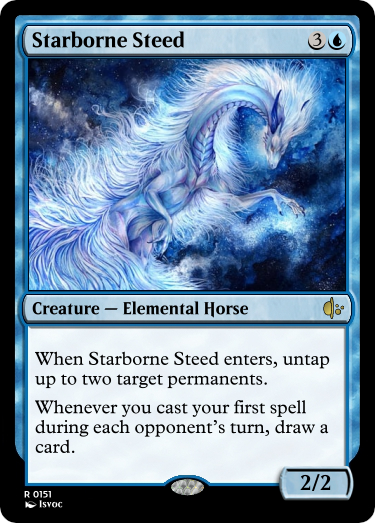 Starborne Steed 3
Creature — Elemental Horse
When Starborne Steed enters, untap
up to two target permanents.
Whenever you cast your first spell
during each opponent's turn, draw a
card.
2/2
R 0151
Isvoc